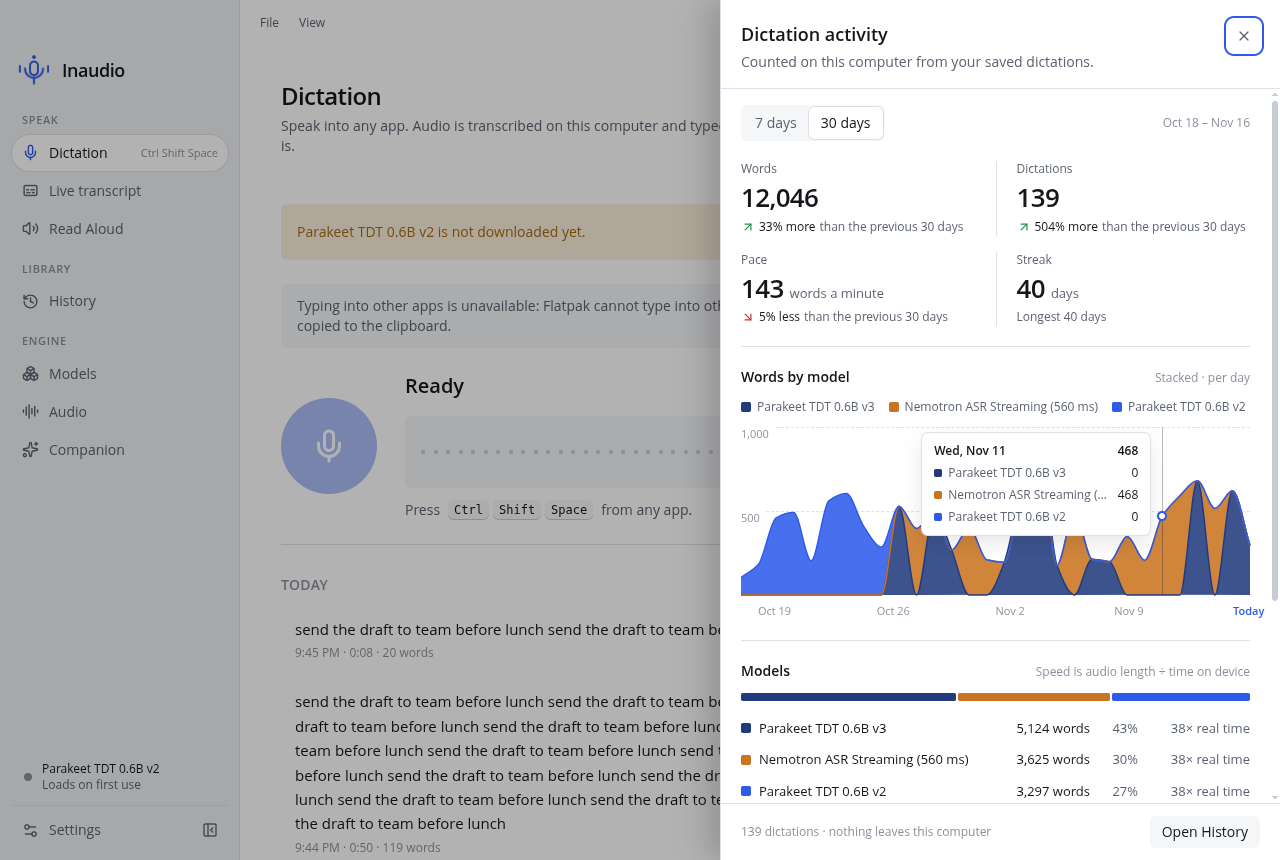 File View
Inaudio
SPEAK
Dictation Ctrl Shift Space
Live transcript
Read Aloud
LIBRARY
History
ENGINE
Models
Audio
Companion
Parakeet TDT 0.6B v2
Loads on first use
Settings
Dictation
Speak into any app. Audio is transcribed on this computer and type
is.
Parakeet TDT 0.6B v2 is not downloaded yet.
Typing into other apps is unavailable: Flatpak cannot type into oth
copied to the clipboard.
Ready
Press Ctrl Shift Space from any app.
TODAY
send the draft to team before lunch send the draft to team be
9:45 PM · 0:08 · 20 words
send the draft to team before lunch send the draft to team be
draft to team before lunch send the draft to team before lunch
team before lunch send the draft to team before lunch send t
before lunch send the draft to team before lunch send the dr
lunch send the draft to team before lunch send the draft to te
the draft to team before lunch
9:44 PM · 0:50 · 119 words
Dictation activity
Counted on this computer from your saved dictations.
7 days 30 days Oct 18 – Nov 16
Words
12,046
33% more than the previous 30 days
Dictations
139
504% more than the previous 30 days
Pace
143 words a minute
5% less than the previous 30 days
Streak
40 days
Longest 40 days
Words by model Stacked · per day
Parakeet TDT 0.6B v3 Nemotron ASR Streaming (560 ms) Parakeet TDT 0.6B v2
1,000
500
Wed, Nov 11 468
Parakeet TDT 0.6B v3 0
Nemotron ASR Streaming (... 468
Parakeet TDT 0.6B v2 0
Oct 19 Oct 26 Nov 2 Nov 9 Today
Models Speed is audio length ÷ time on device
Parakeet TDT 0.6B v3 5,124 words 43% 38× real time
Nemotron ASR Streaming (560 ms) 3,625 words 30% 38× real time
Parakeet TDT 0.6B v2 3,297 words 27% 38× real time
139 dictations · nothing leaves this computer Open History